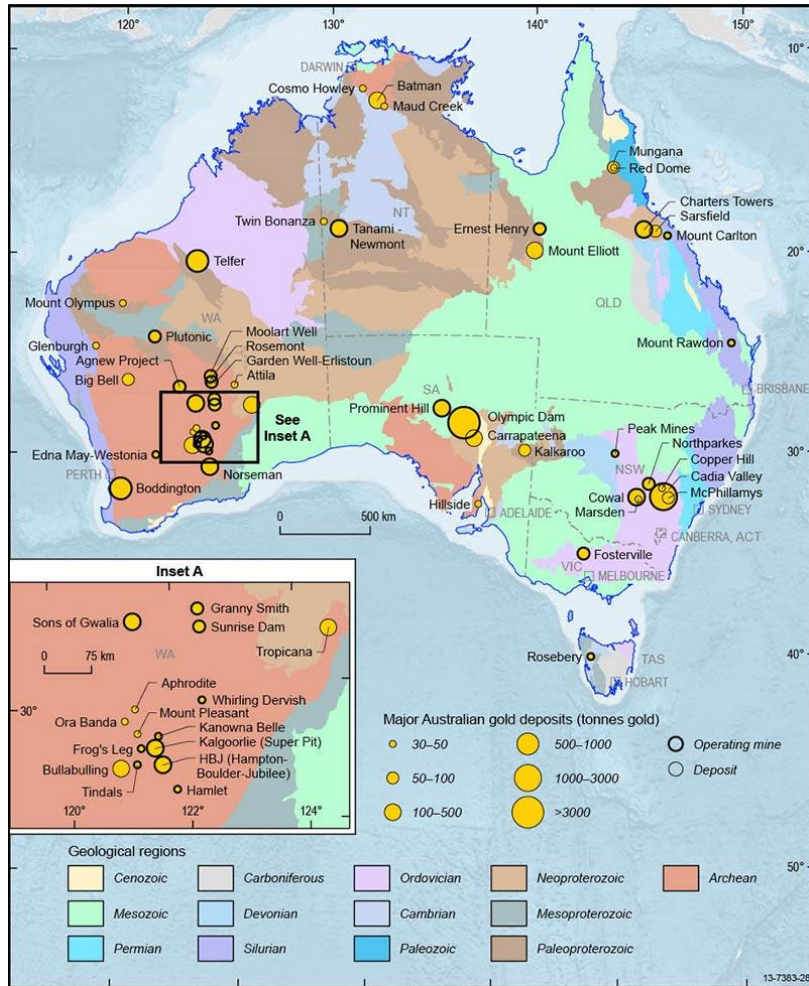 120°
130°
140°
150°
10°
DARWIN
Cosmo Howley
Batman
Maud Creek
Mungana
Red Dome
Charters Towers
Sarsfield
Mount Carlton
Twin Bonanza
NT
Tanami -
Newmont
Ernest Henry
Mount Elliott
20°
Telfer
QLD
Mount Olympus
WA
Plutonic
Moolart Well
Rosemont
Garden Well-Erlistoun
Attila
Glenburgh
Agnew Project
Big Bell
Mount Rawdon
BRISBANE
SA
Prominent Hill
Olympic Dam
Carrapateena
Kalkaroo
See
Inset A
Peak Mines
Northparkes
Copper Hill
Cadia Valley
McPhillamys
NSW
30°
Edna May-Westonia
PERTH
Norseman
Boddington
Cowal
Marsden
SYDNEY
Hillside
ADELAIDE
CANBERRA, ACT
0
500 km
Fosterville
VIC
MELBOURNE
Rosebery
TAS
HOBART
Inset A
Sons of Gwalia
Granny Smith
Sunrise Dam
Tropicana
WA
0
75 km
30°
Aphrodite
Whirling Dervish
Ora Banda
Mount Pleasant
Kanowna Belle
Frog's Leg
Kalgoorlie (Super Pit)
Bullabulling
HBJ (Hampton-
Boulder-Jubilee)
Tindals
Hamlet
120°
122°
124°
Major Australian gold deposits (tonnes gold)
30–50
500-1000
Operating mine
50–100
1000–3000
Deposit
100–500
>3000
50°
Geological regions
Cenozoic
Carboniferous
Ordovician
Neoproterozoic
Archean
Mesozoic
Devonian
Cambrian
Mesoproterozoic
Permian
Silurian
Paleozoic
Paleoproterozoic
13-7383-28